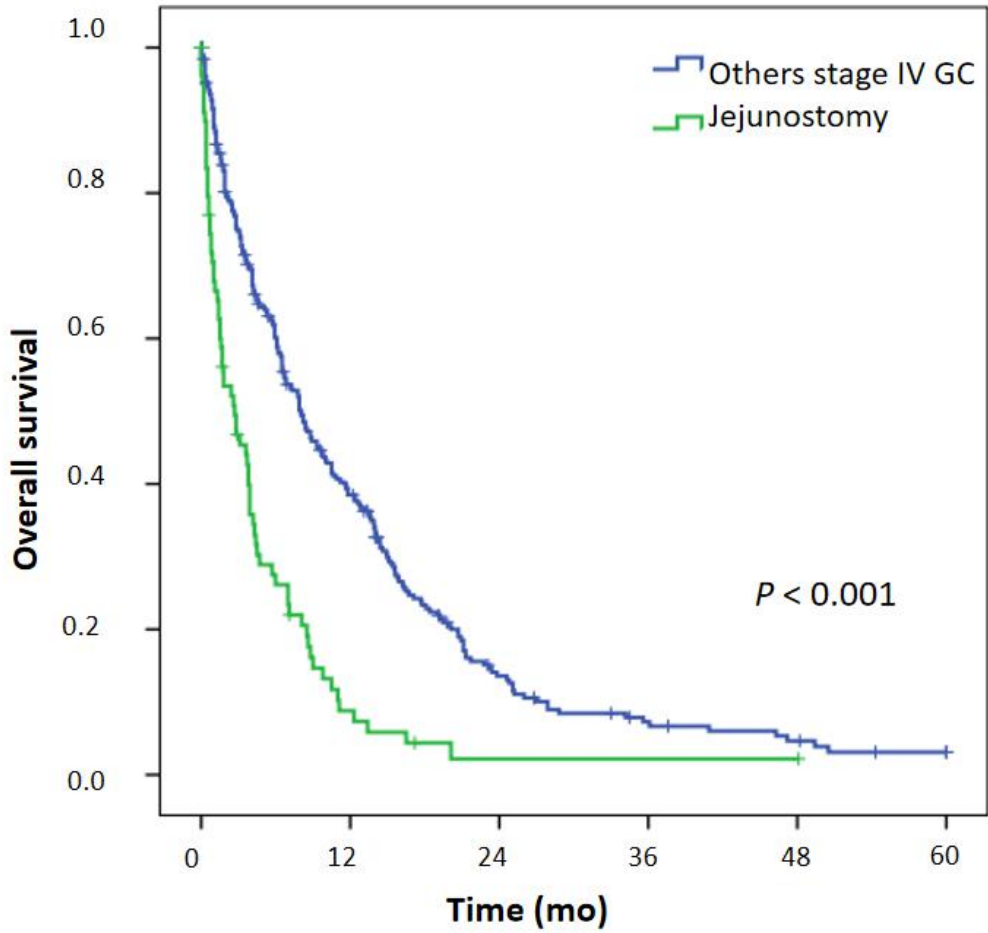 1.0
Others stage IV GC
Jejunostomy
0.8
0.6
Overall survival
0.4
P < 0.001
0.2
0.0
0 12 24 36 48 60
Time (mo)